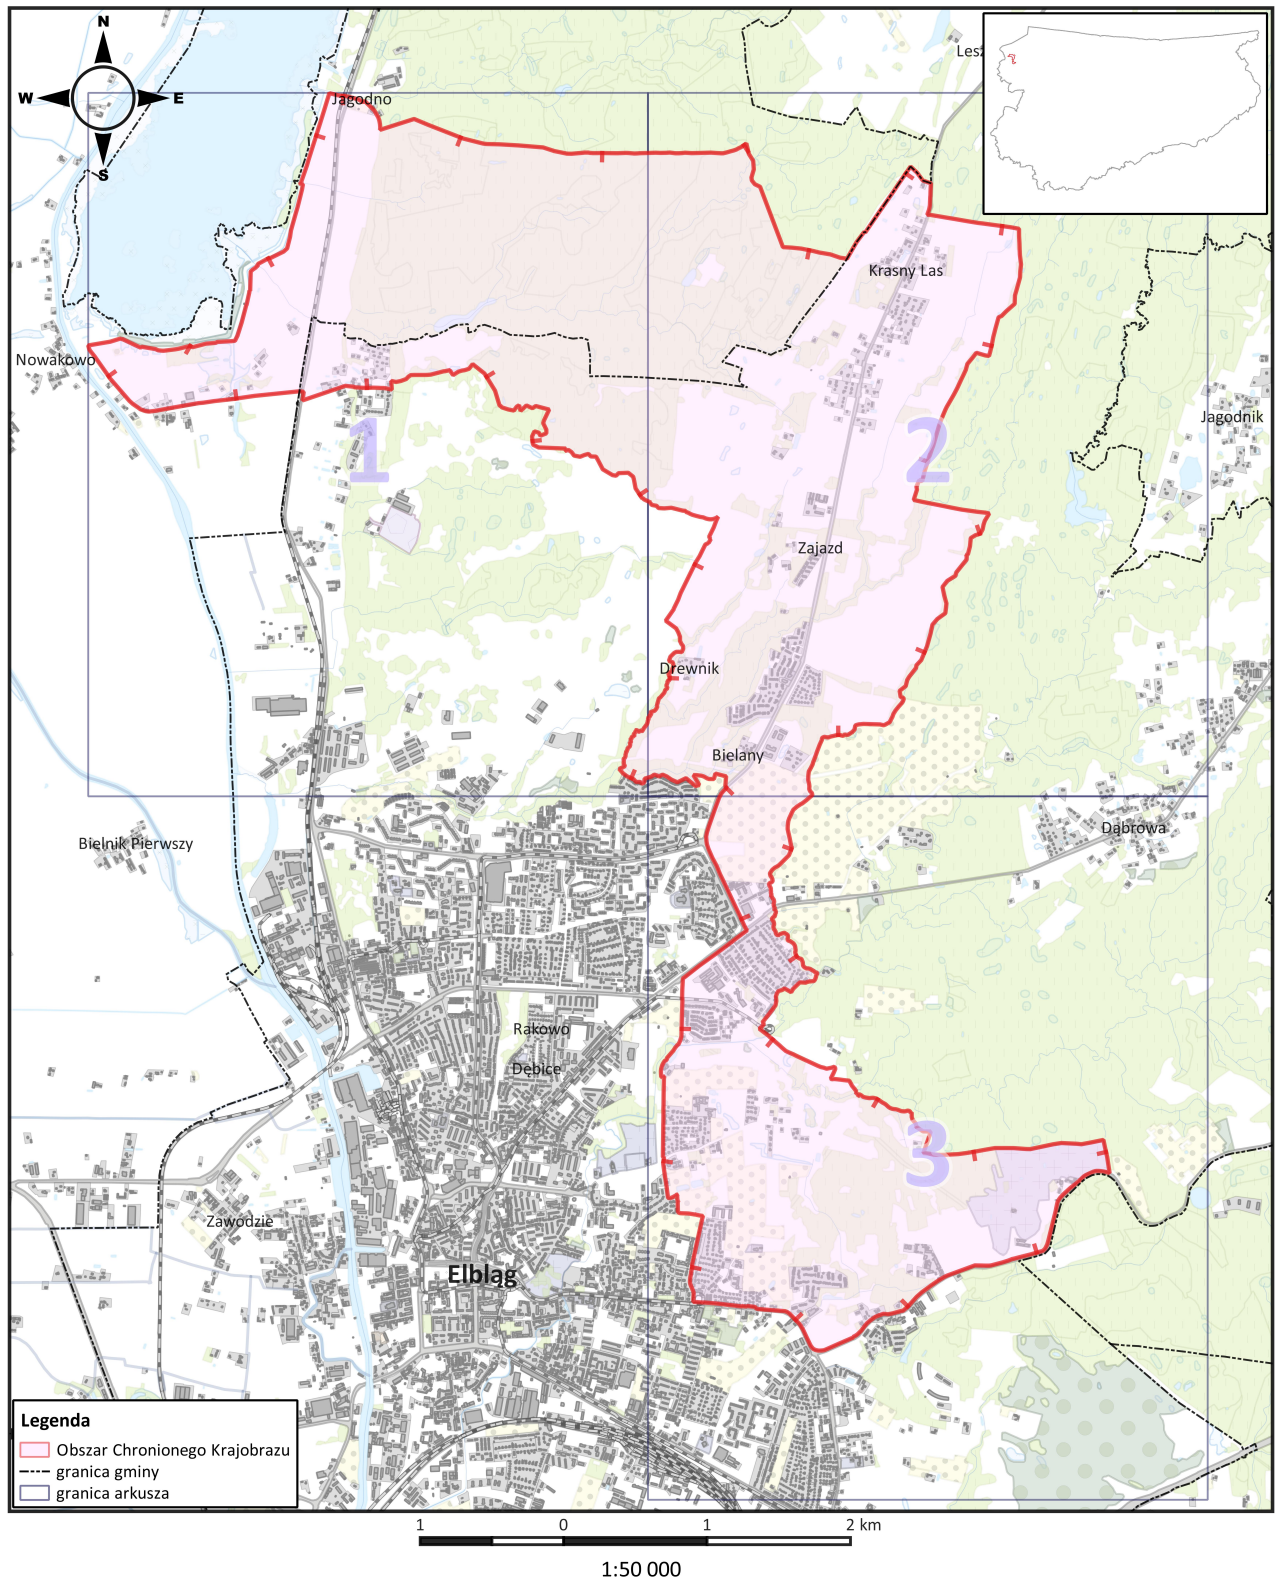 N
W
E
S
Jagodno
Krasny Las
Nowakowo
Jagodnik
1
2
Zajazd
Drewnik
Bielany
Bielnik Pierwszy
Dąbrowa
Rakowo
Dębice
3
Zawodzie
Elbląg
Legenda
Obszar Chronionego Krajobrazu
granica gminy
granica arkusza
1 0 1 2 km
1:50 000